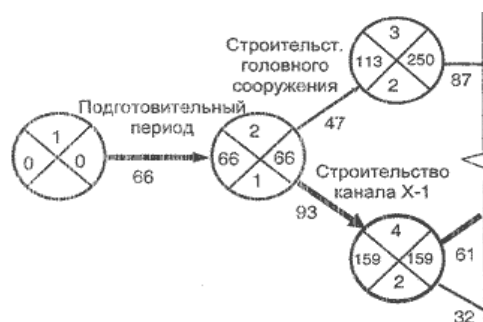 3
Строительст.
головного
сооружения
113 250
2
87
47
Подготовительный
период
66
1
0 0
2
66 66
1
Строительство
канала Х-1
93
4
159 159
2
61
32